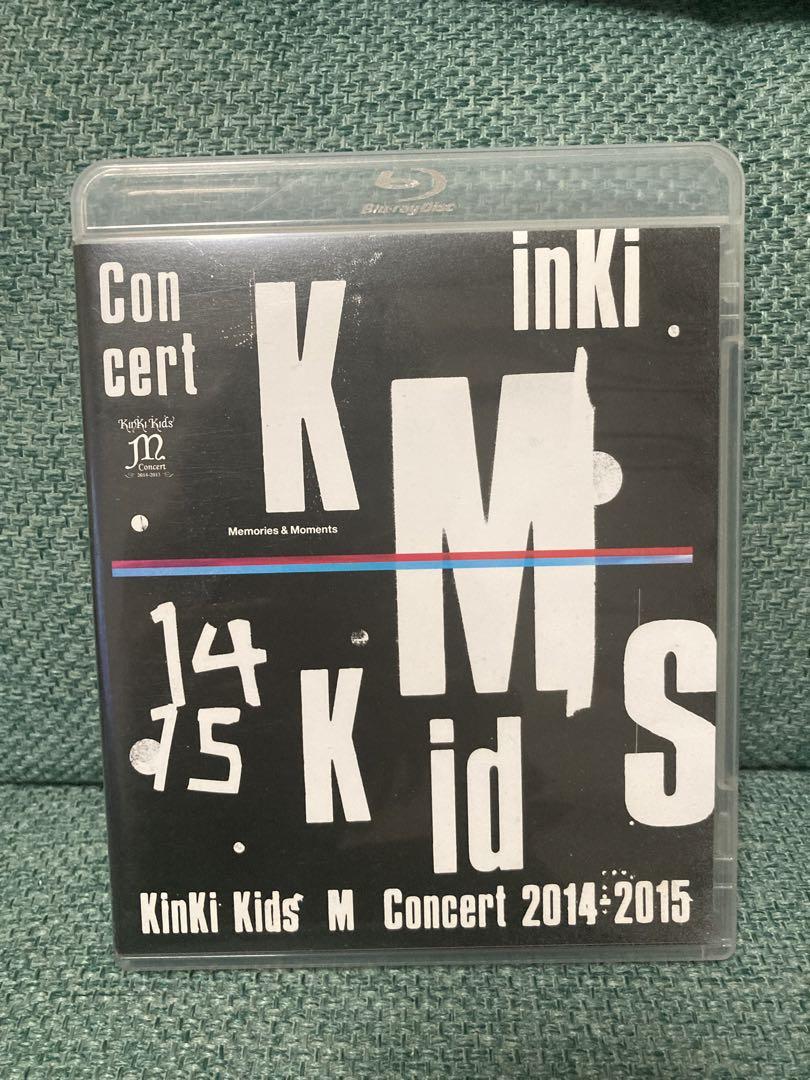 Blu-ray Disc
Con
cert
K
inKi
KinKi Kids
M
Concert
2014-2015
Memories & Moments
M
14
15
K
id
S
KinKi Kids M Concert 2014-2015